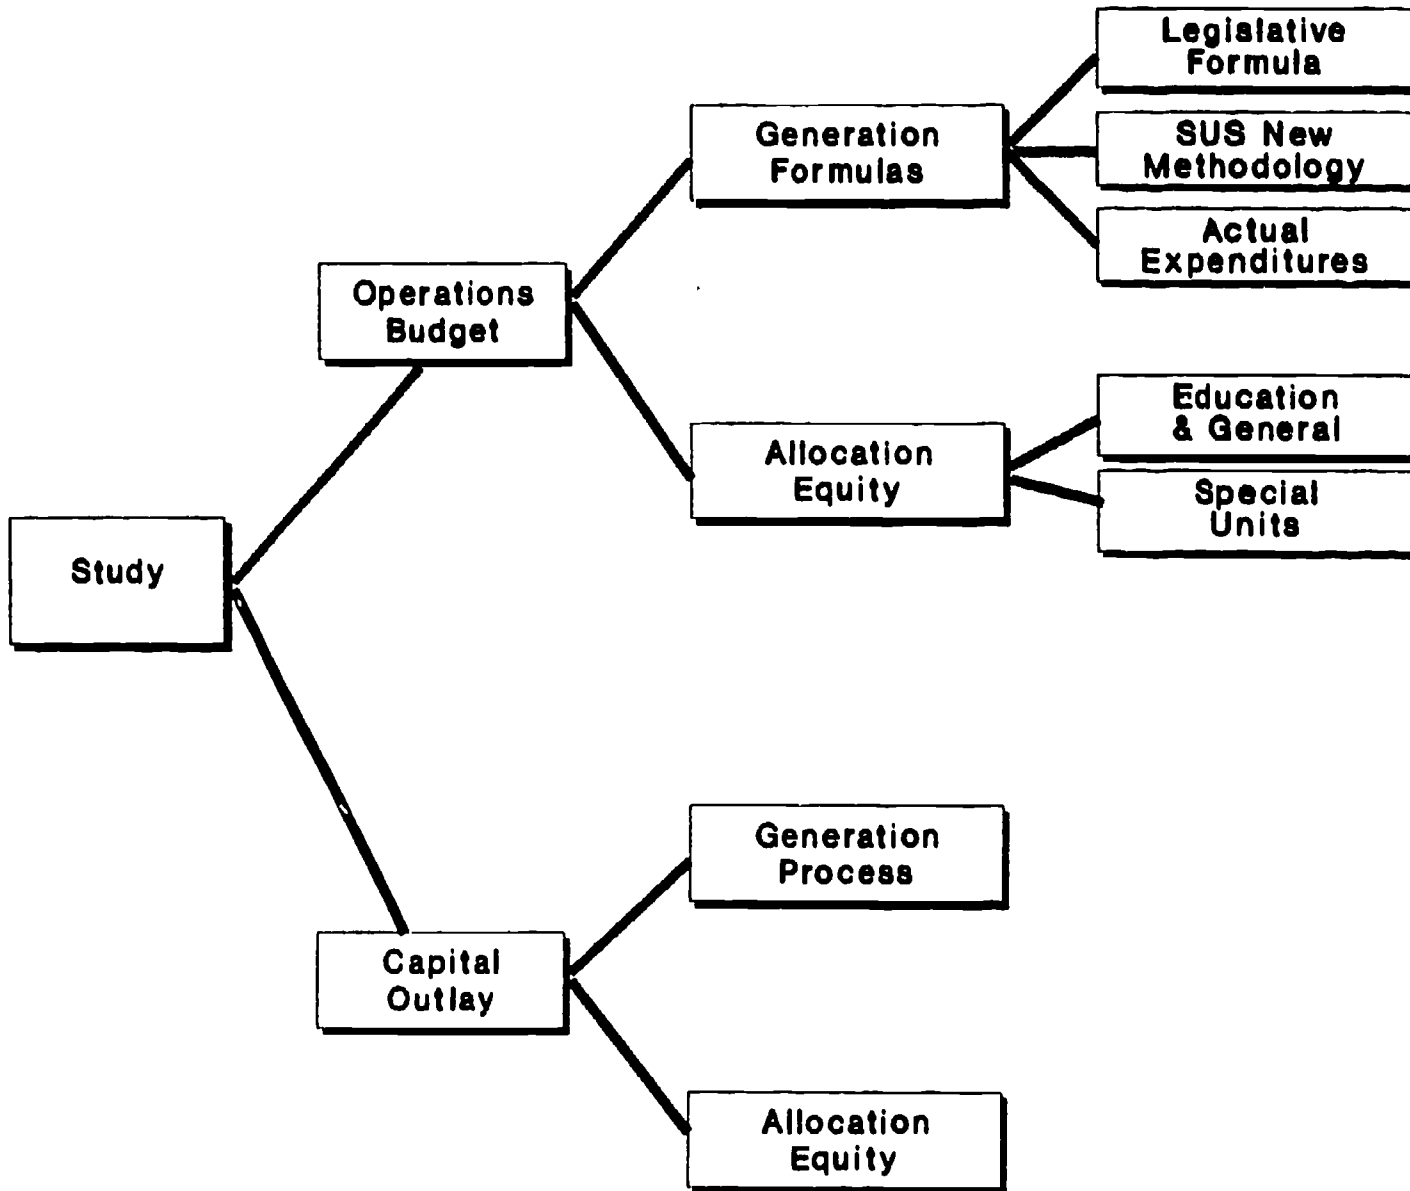 Legislative
Formula
Generation
Formulas
SUS New
Methodology
Actual
Expenditures
Operations
Budget
Education
& General
Allocation
Equity
Special
Units
Study
Generation
Process
Capital
Outlay
Allocation
Equity